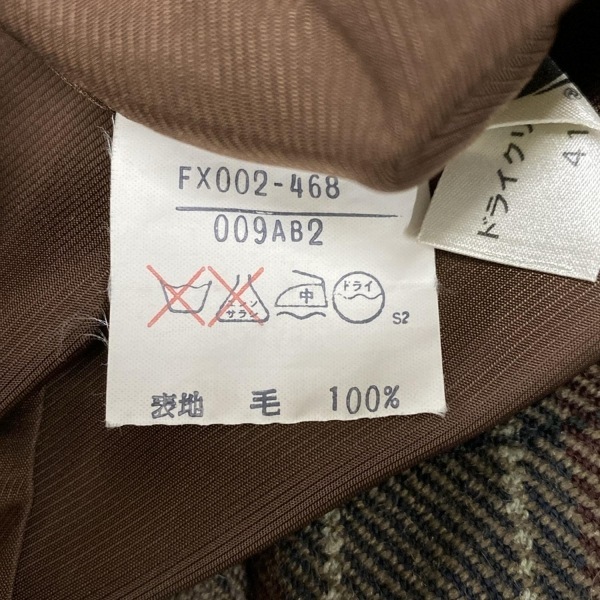 FX002-468
009AB2
エンソ
サラシ
中
ドライ
S2
表地 毛 100%
ドライクリ
41